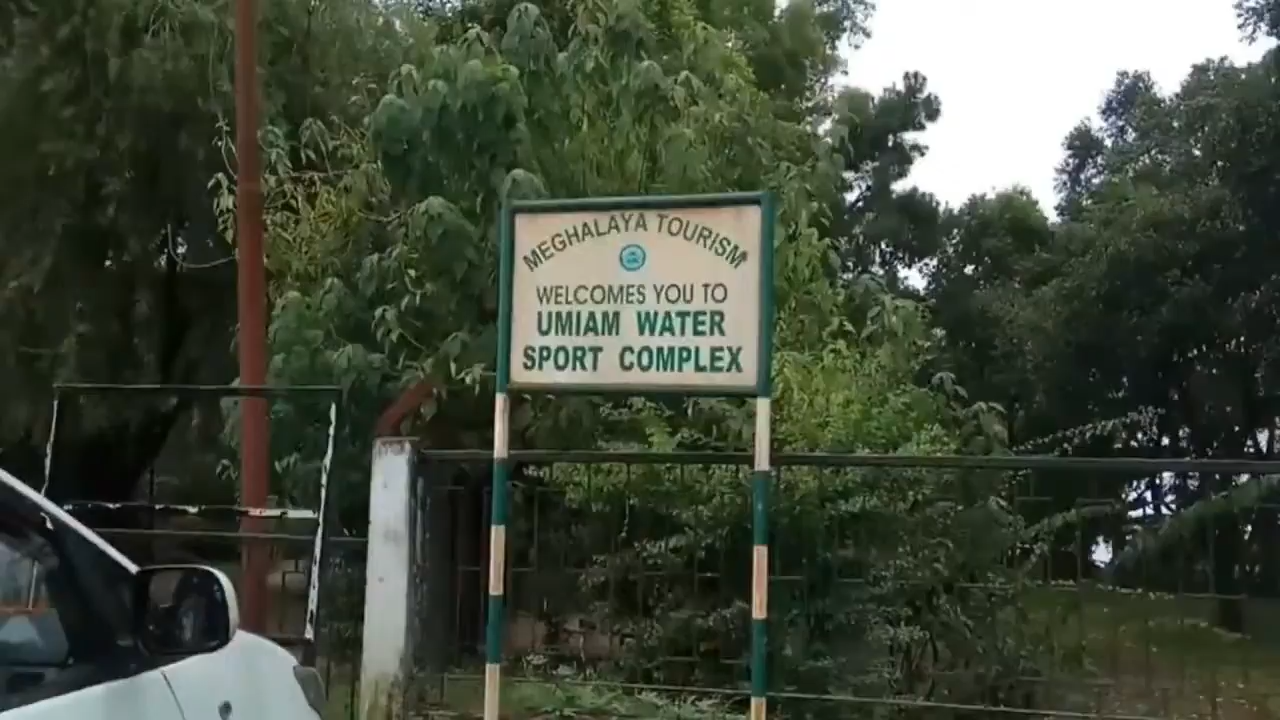 MEGHALAYA TOURISM
WELCOMES YOU TO
UMIAM WATER
SPORT COMPLEX